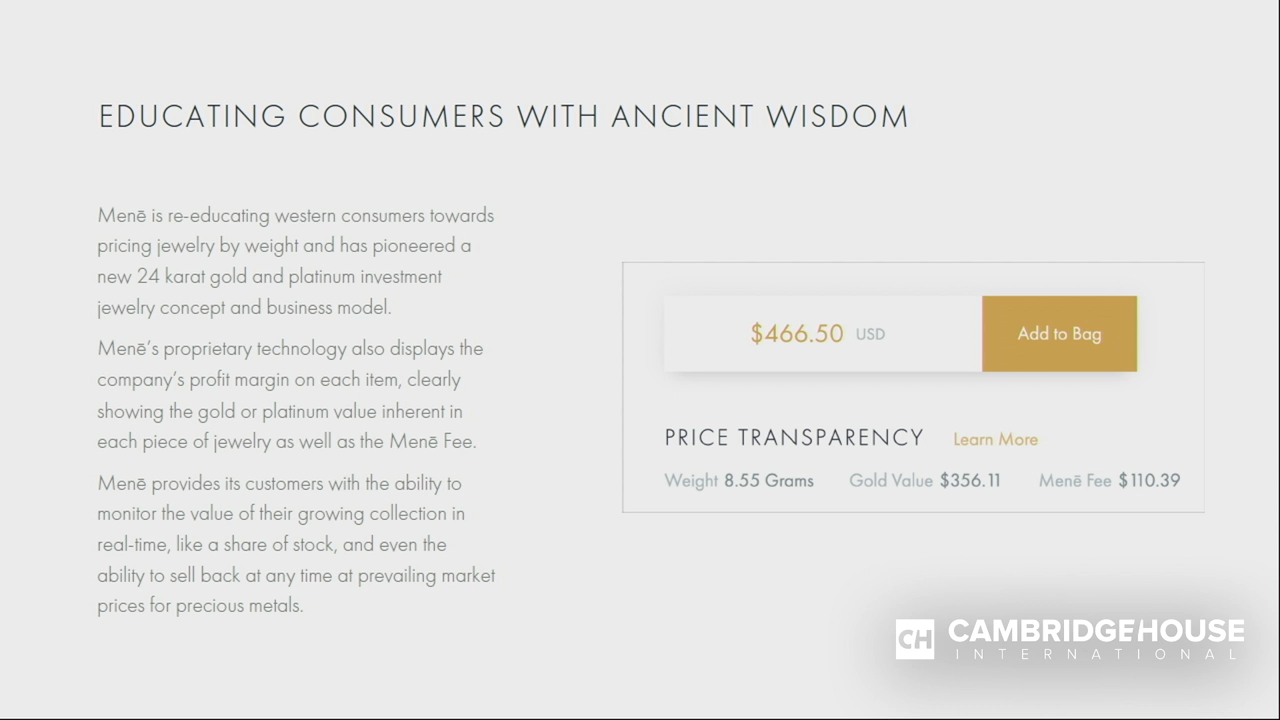 EDUCATING CONSUMERS WITH ANCIENT WISDOM
Menē is re-educating western consumers towards
pricing jewelry by weight and has pioneered a
new 24 karat gold and platinum investment
jewelry concept and business model.
Menē's proprietary technology also displays the
company's profit margin on each item, clearly
showing the gold or platinum value inherent in
each piece of jewelry as well as the Menē Fee.
Menē provides its customers with the ability to
monitor the value of their growing collection in
real-time, like a share of stock, and even the
ability to sell back at any time at prevailing market
prices for precious metals.
$466.50 USD
Add to Bag
PRICE TRANSPARENCY Learn More
Weight 8.55 Grams Gold Value $356.11 Menē Fee $110.39
CH CAMBRIDGEHOUSE
INTERNATIONAL